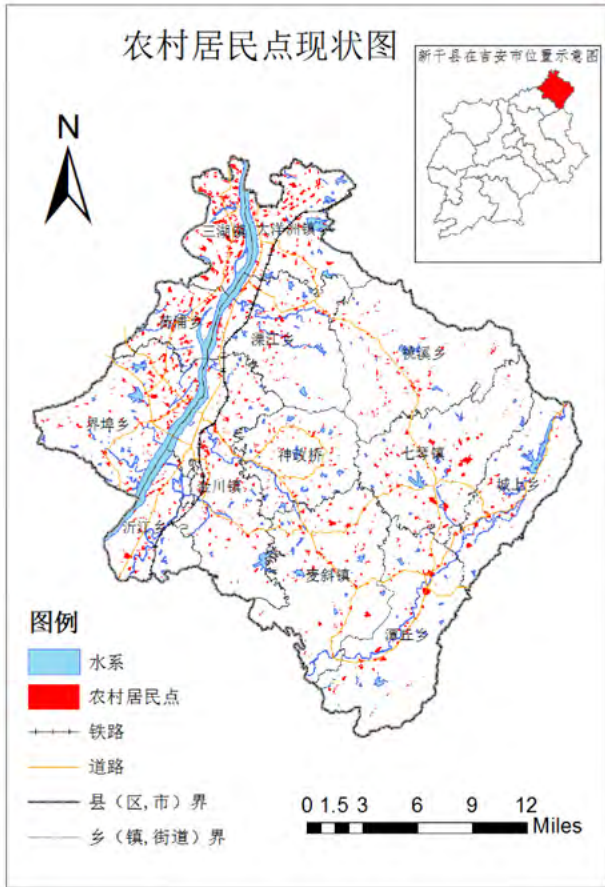 农村居民点现状图
新干县在吉安市位置示意图
N
三湖镇
大洋洲镇
荷浦乡
溧江乡
桃溪乡
界埠乡
神政桥
七琴镇
城上乡
金川镇
沂江乡
麦斜镇
潭丘乡
图例
水系
农村居民点
铁路
道路
县（区,市）界
乡（镇,街道）界
0 1.5 3 6 9 12
Miles